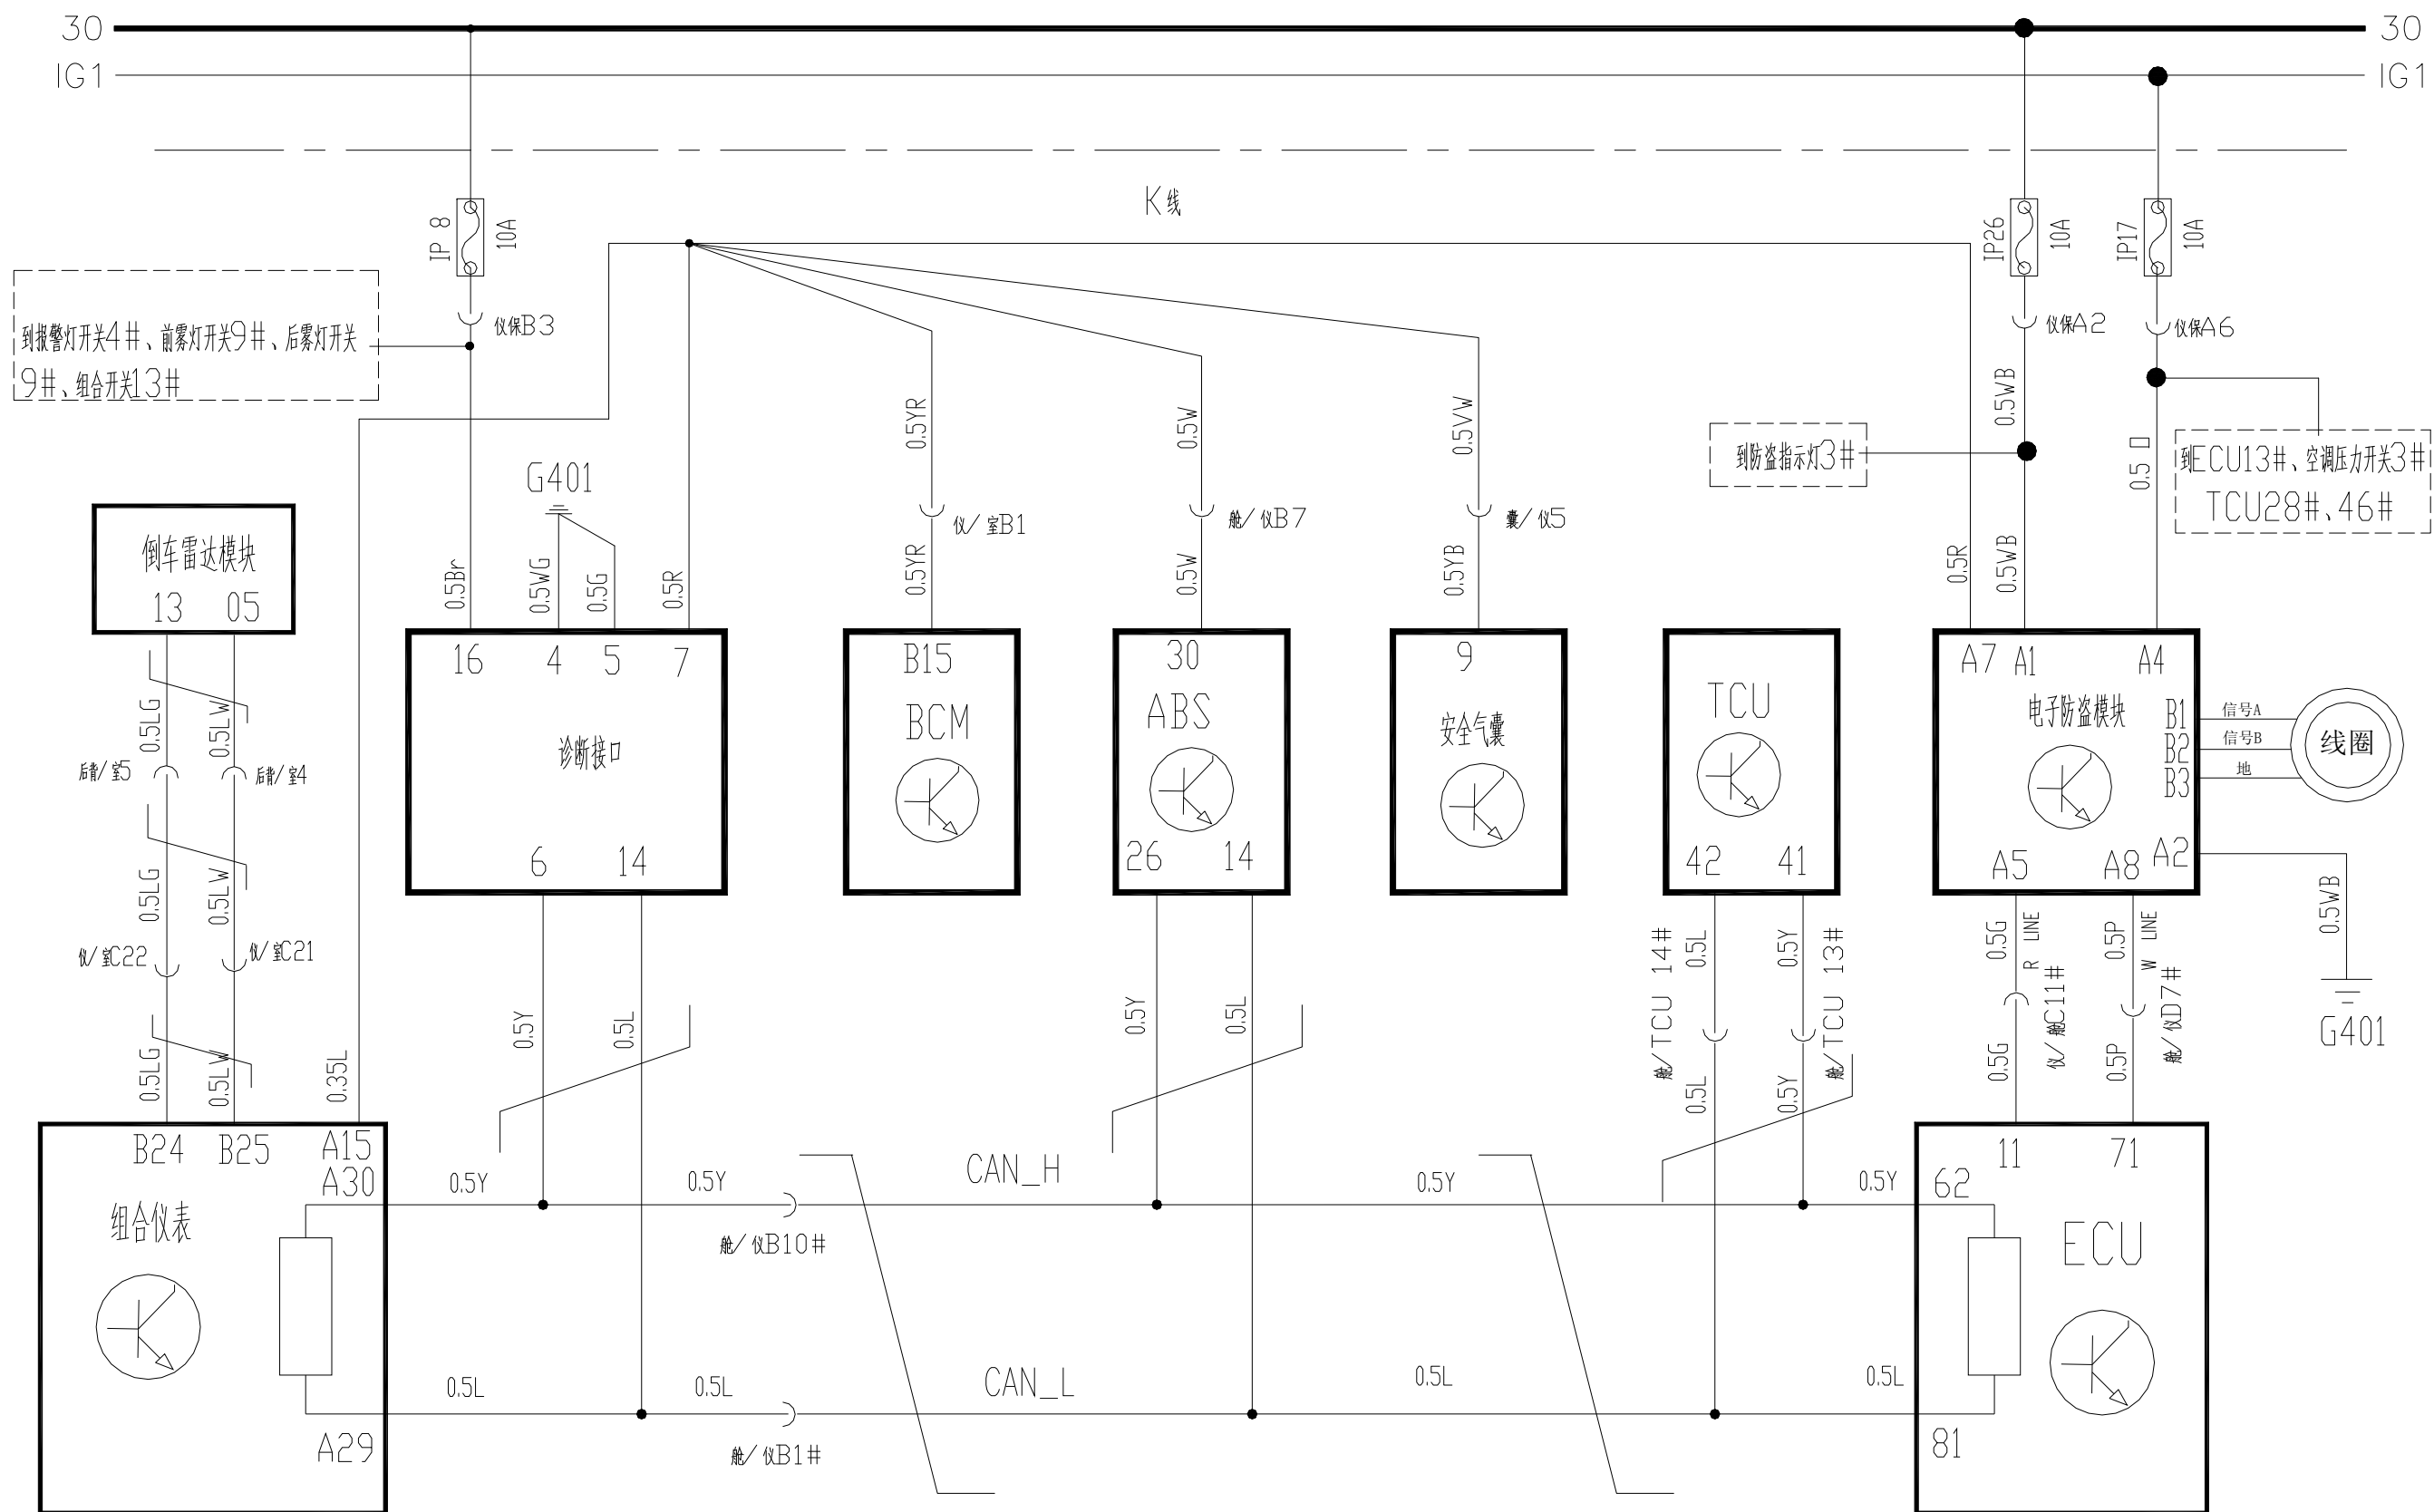 30
30
IG1
IG1
K线
IP 8
10A
IP26
10A
IP17
10A
仪保B3
仪保A2
仪保A6
到报警灯开关4#、前雾灯开关9#、后雾灯开关
9#、组合开关13#
到防盗指示灯3#
到ECU13#、空调压力开关3#
TCU28#、46#
0.5YR
0.5W
0.5VW
0.5WB
0.5
G401
仪/室B1
舱/仪B7
囊/仪5
0.5Br
0.5WG
0.5G
0.5R
0.5YR
0.5W
0.5YB
0.5R
0.5WB
倒车雷达模块
13
05
16
4
5
7
诊断接口
6
14
B15
BCM
30
ABS
26
14
9
安全气囊
TCU
42
41
A7
A1
A4
电子防盗模块
B1
B2
B3
A2
A5
A8
信号A
信号B
地
线圈
0.5WB
G401
0.5LG
0.5LW
后背/室5
后背/室4
0.5LG
0.5LW
仪/室C22
仪/室C21
0.5LG
0.5LW
0.35L
0.5Y
0.5L
0.5Y
0.5L
舱/TCU 14#
0.5L
0.5Y
舱/TCU 13#
0.5L
0.5Y
0.5G
R LINE
仪/舱C11#
0.5G
0.5P
W LINE
舱/仪D7#
0.5P
B24
B25
A15
A30
组合仪表
A29
0.5Y
0.5Y
CAN_H
0.5Y
0.5Y
舱/仪B10#
0.5L
0.5L
CAN_L
0.5L
0.5L
舱/仪B1#
11
71
62
ECU
81